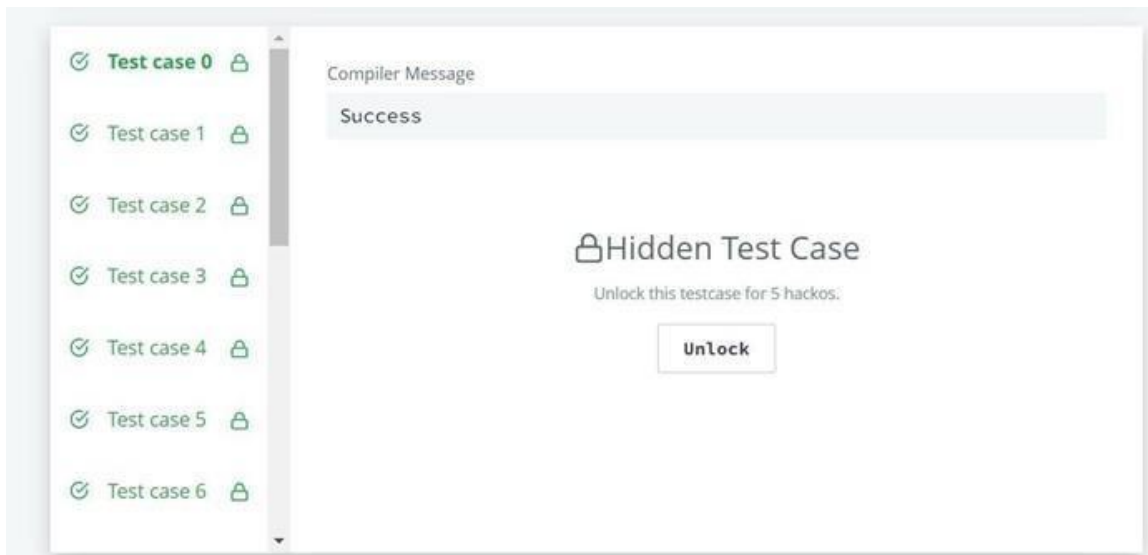 Test case 0
Test case 1
Test case 2
Test case 3
Test case 4
Test case 5
Test case 6
Compiler Message
Success
Hidden Test Case
Unlock this testcase for 5 hackos.
Unlock